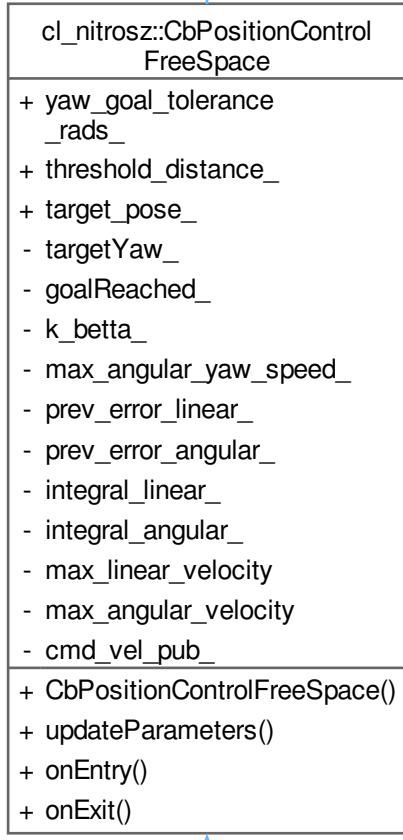 cl_nitrosz::CbPositionControl
FreeSpace
+ yaw_goal_tolerance
_rads_
+ threshold_distance_
+ target_pose_
- targetYaw_
- goalReached_
- k_betta_
- max_angular_yaw_speed_
- prev_error_linear_
- prev_error_angular_
- integral_linear_
- integral_angular_
- max_linear_velocity
- max_angular_velocity
- cmd_vel_pub_
+ CbPositionControlFreeSpace()
+ updateParameters()
+ onEntry()
+ onExit()